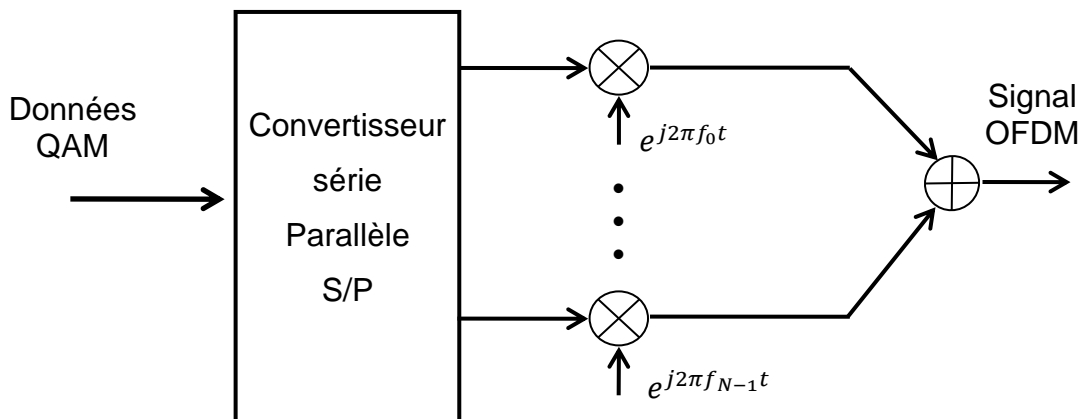 Données
QAM
Convertisseur
série
Parallèle
S/P
e^{j2πf_0t}
e^{j2πf_{N−1}t}
Signal
OFDM